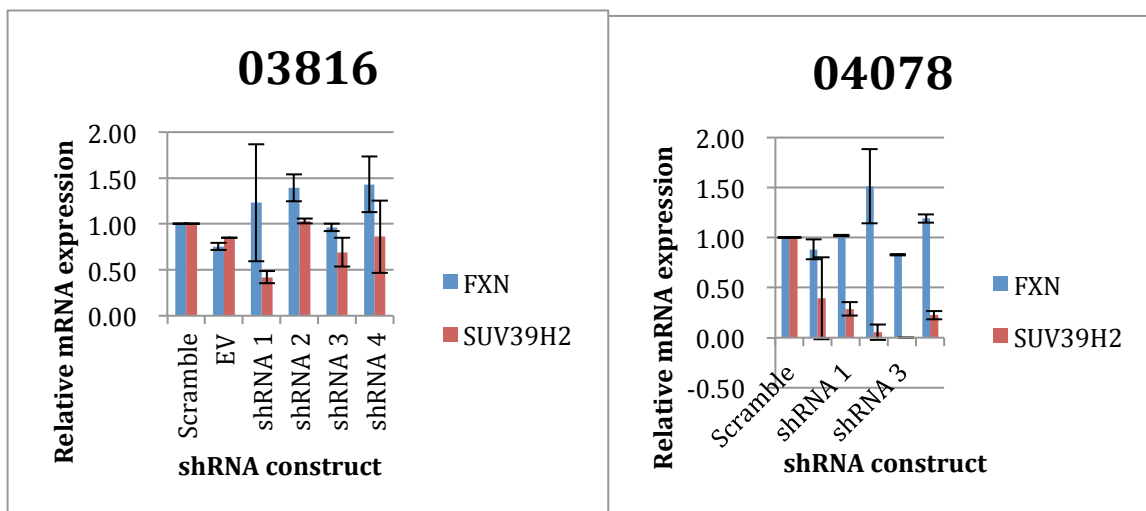 03816
Relative mRNA expression
2.00
1.50
1.00
0.50
0.00
Scramble
EV
shRNA 1
shRNA 2
shRNA 3
shRNA 4
shRNA construct
FXN
SUV39H2
04078
Relative mRNA expression
2.00
1.50
1.00
0.50
0.00
-0.50
Scramble
shRNA 1
shRNA 3
shRNA construct
FXN
SUV39H2